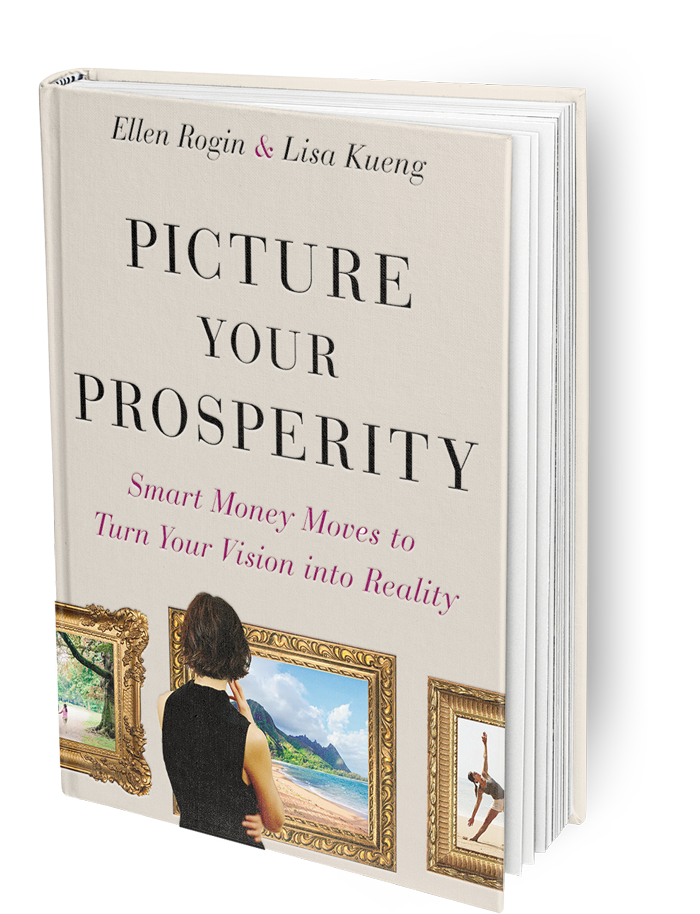 Ellen Rogin & Lisa Kueng
PICTURE
YOUR
PROSPERITY
Smart Money Moves to
Turn Your Vision into Reality